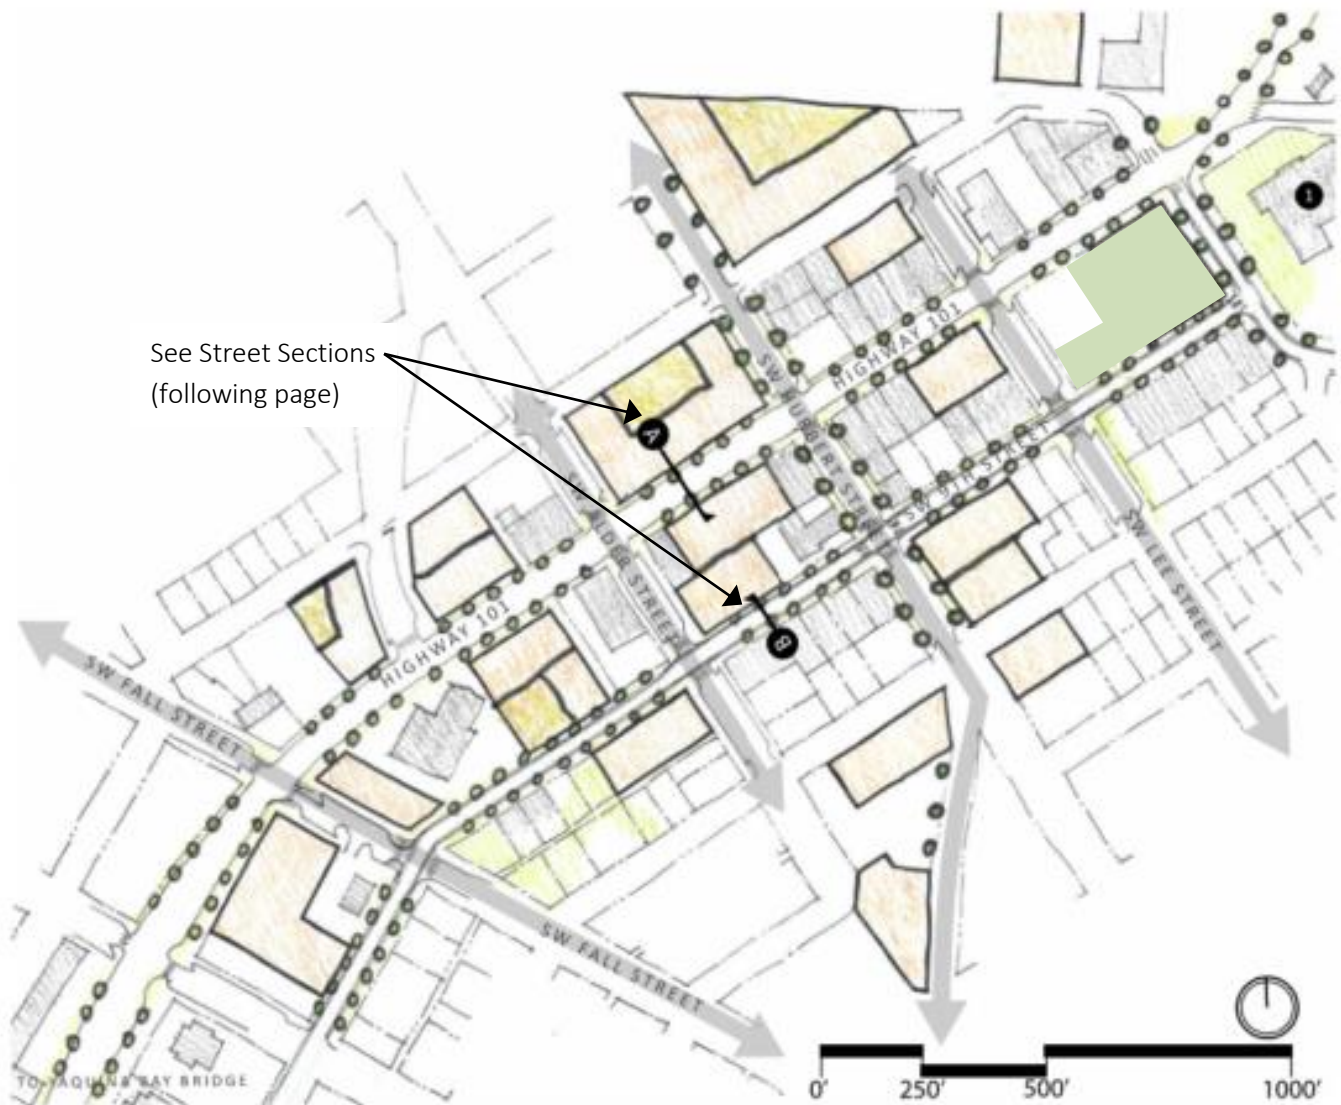 1
See Street Sections
(following page)
HIGHWAY 101
SW HURBERT STREET
A
SW 9TH STREET
SW ALDER STREET
SW LEE STREET
B
HIGHWAY 101
SW FALL STREET
SW FALL STREET
TO YAQUINA BAY BRIDGE
0' 250' 500' 1000'